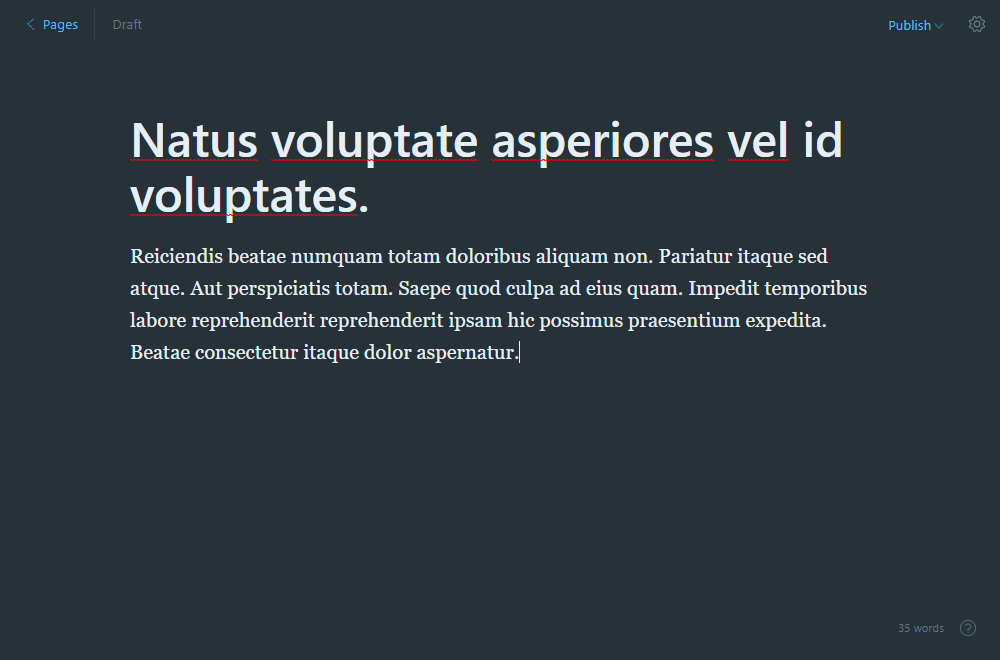 Pages
Draft
Publish
Natus voluptate asperiores vel id
voluptates.
Reiciendis beatae numquam totam doloribus aliquam non. Pariatur itaque sed
atque. Aut perspiciatis totam. Saepe quod culpa ad eius quam. Impedit temporibus
labore reprehenderit reprehenderit ipsam hic possimus praesentium expedita.
Beatae consectetur itaque dolor aspernatur.
35 words
?